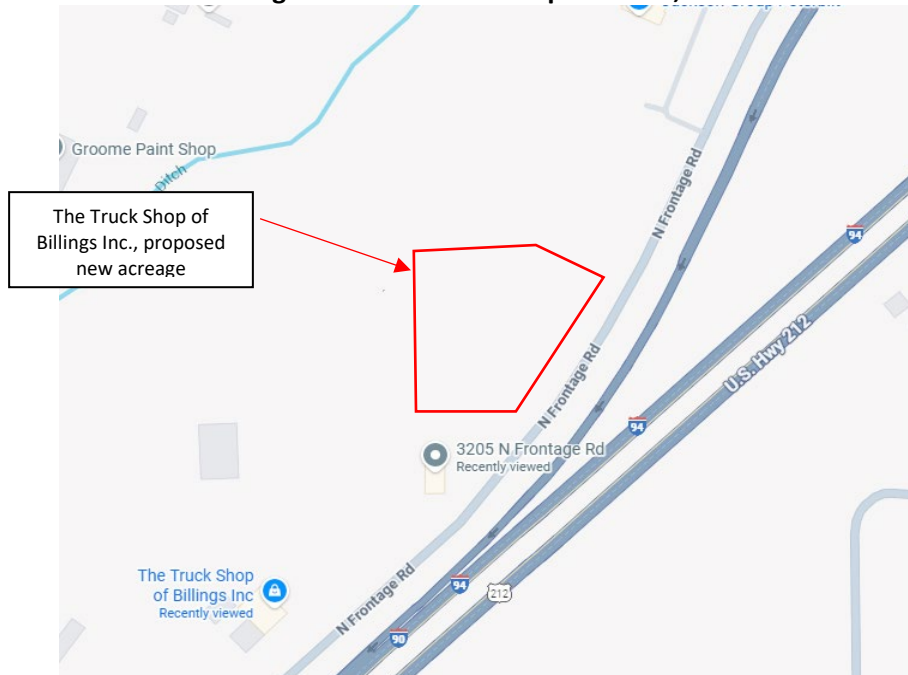 Groome Paint Shop
Ditch
The Truck Shop of
Billings Inc., proposed
new acreage
N Frontage Rd
N Frontage Rd
N Frontage Rd
94
U.S. Hwy 212
94
3205 N Frontage Rd
Recently viewed
The Truck Shop
of Billings Inc
Recently viewed
94
212
90